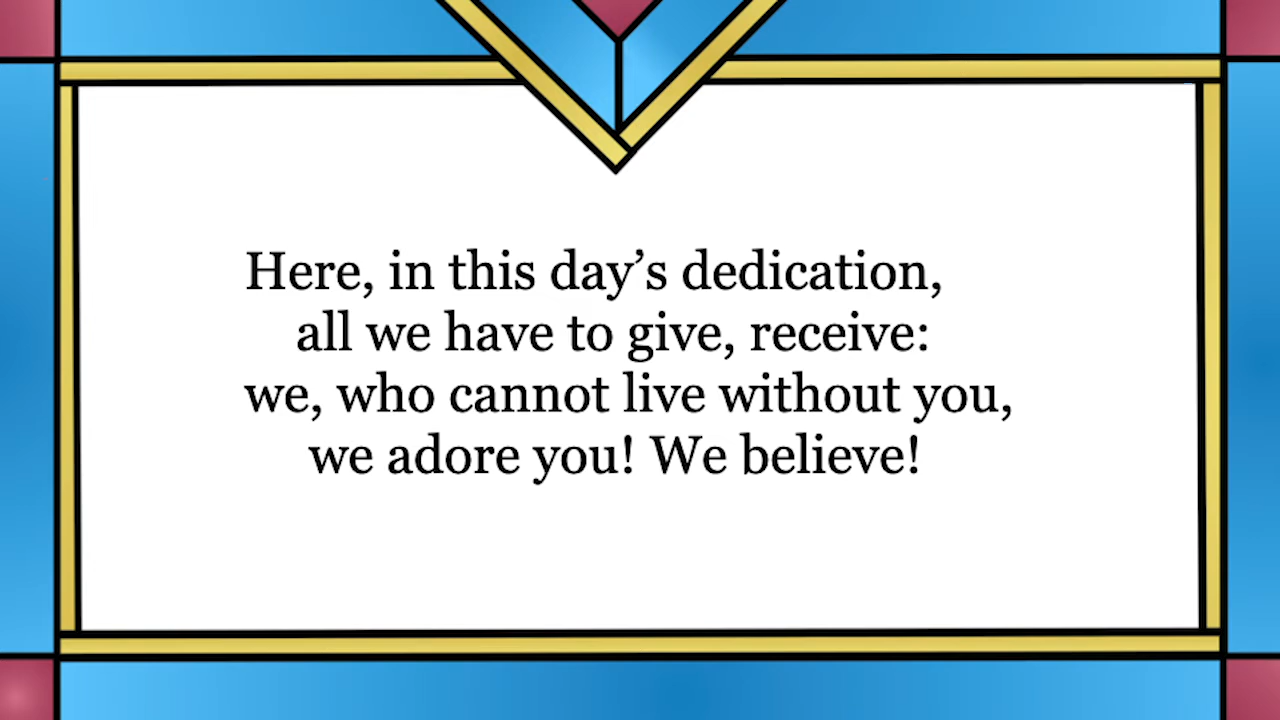 Here, in this day’s dedication,
all we have to give, receive:
we, who cannot live without you,
we adore you! We believe!